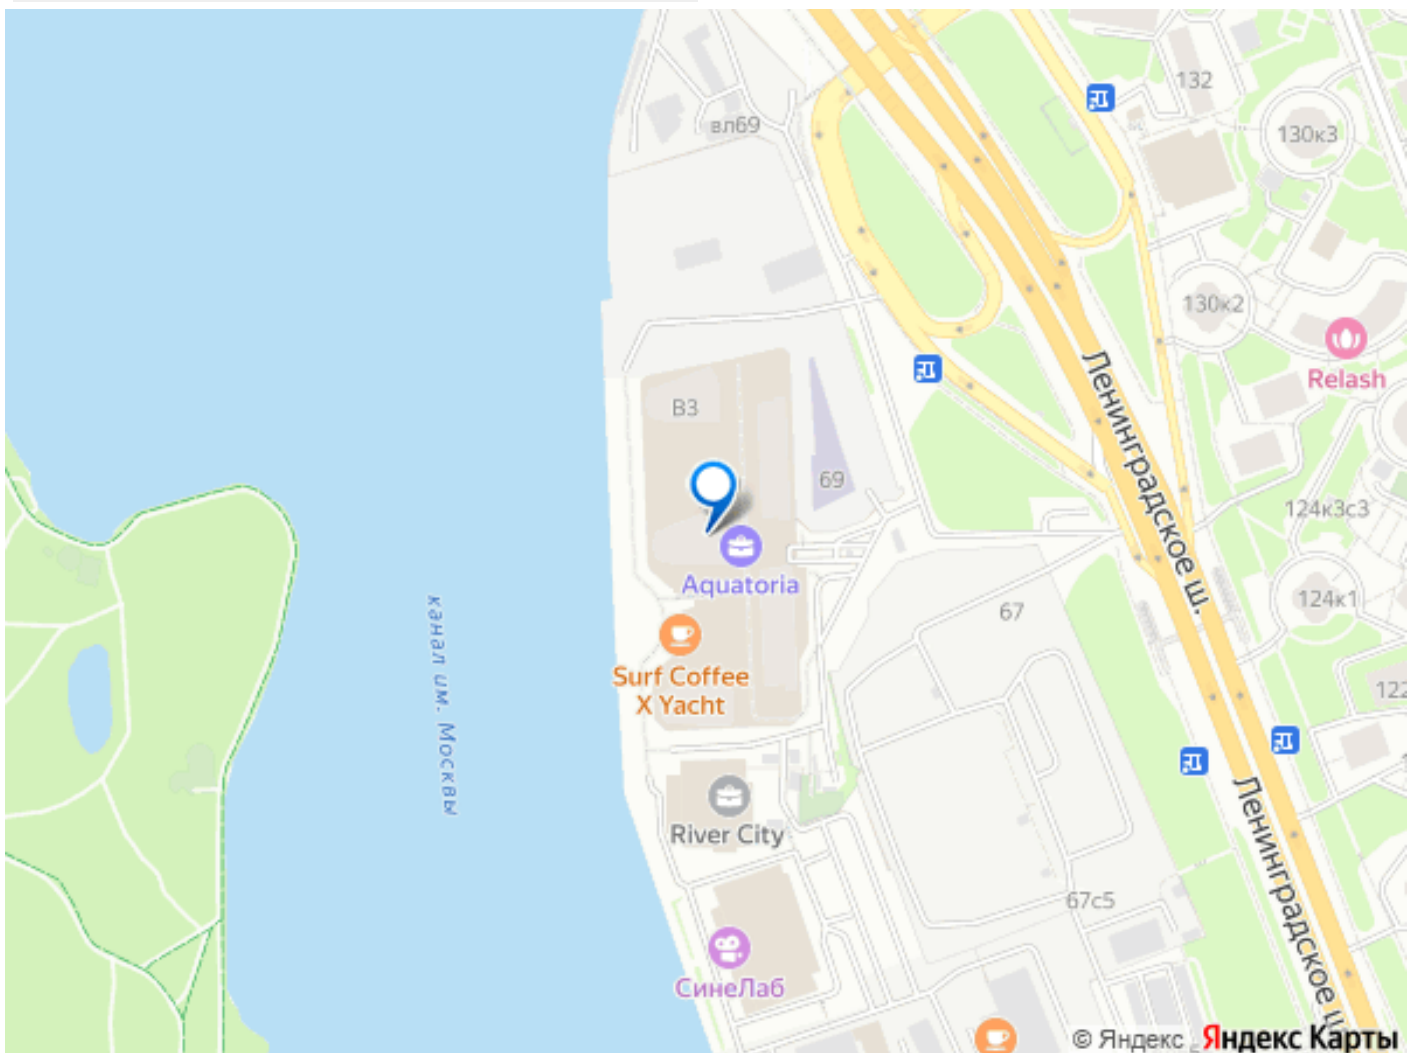 132
130к3
вл69
130к2
Relash
Ленинградское ш.
В3
69
124к3с3
Aquatoria
124к1
67
канал им. Москвы
Surf Coffee
X Yacht
122
River City
Ленинградское ш
67с5
СинеЛаб
© Яндекс Яндекс Карты